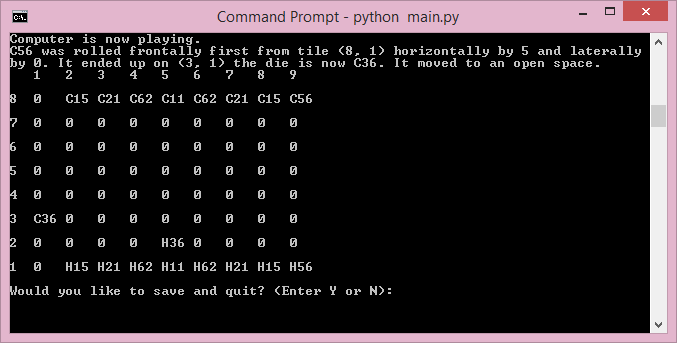 Command Prompt - python main.py
Computer is now playing.
C56 was rolled frontally first from tile (8, 1) horizontally by 5 and laterally
by 0. It ended up on (3, 1) the die is now C36. It moved to an open space.
1 2 3 4 5 6 7 8 9
8 0 C15 C21 C62 C11 C62 C21 C15 C56
7 0 0 0 0 0 0 0 0 0
6 0 0 0 0 0 0 0 0 0
5 0 0 0 0 0 0 0 0 0
4 0 0 0 0 0 0 0 0 0
3 C36 0 0 0 0 0 0 0 0
2 0 0 0 0 H36 0 0 0 0
1 0 H15 H21 H62 H11 H62 H21 H15 H56
Would you like to save and quit? (Enter Y or N):